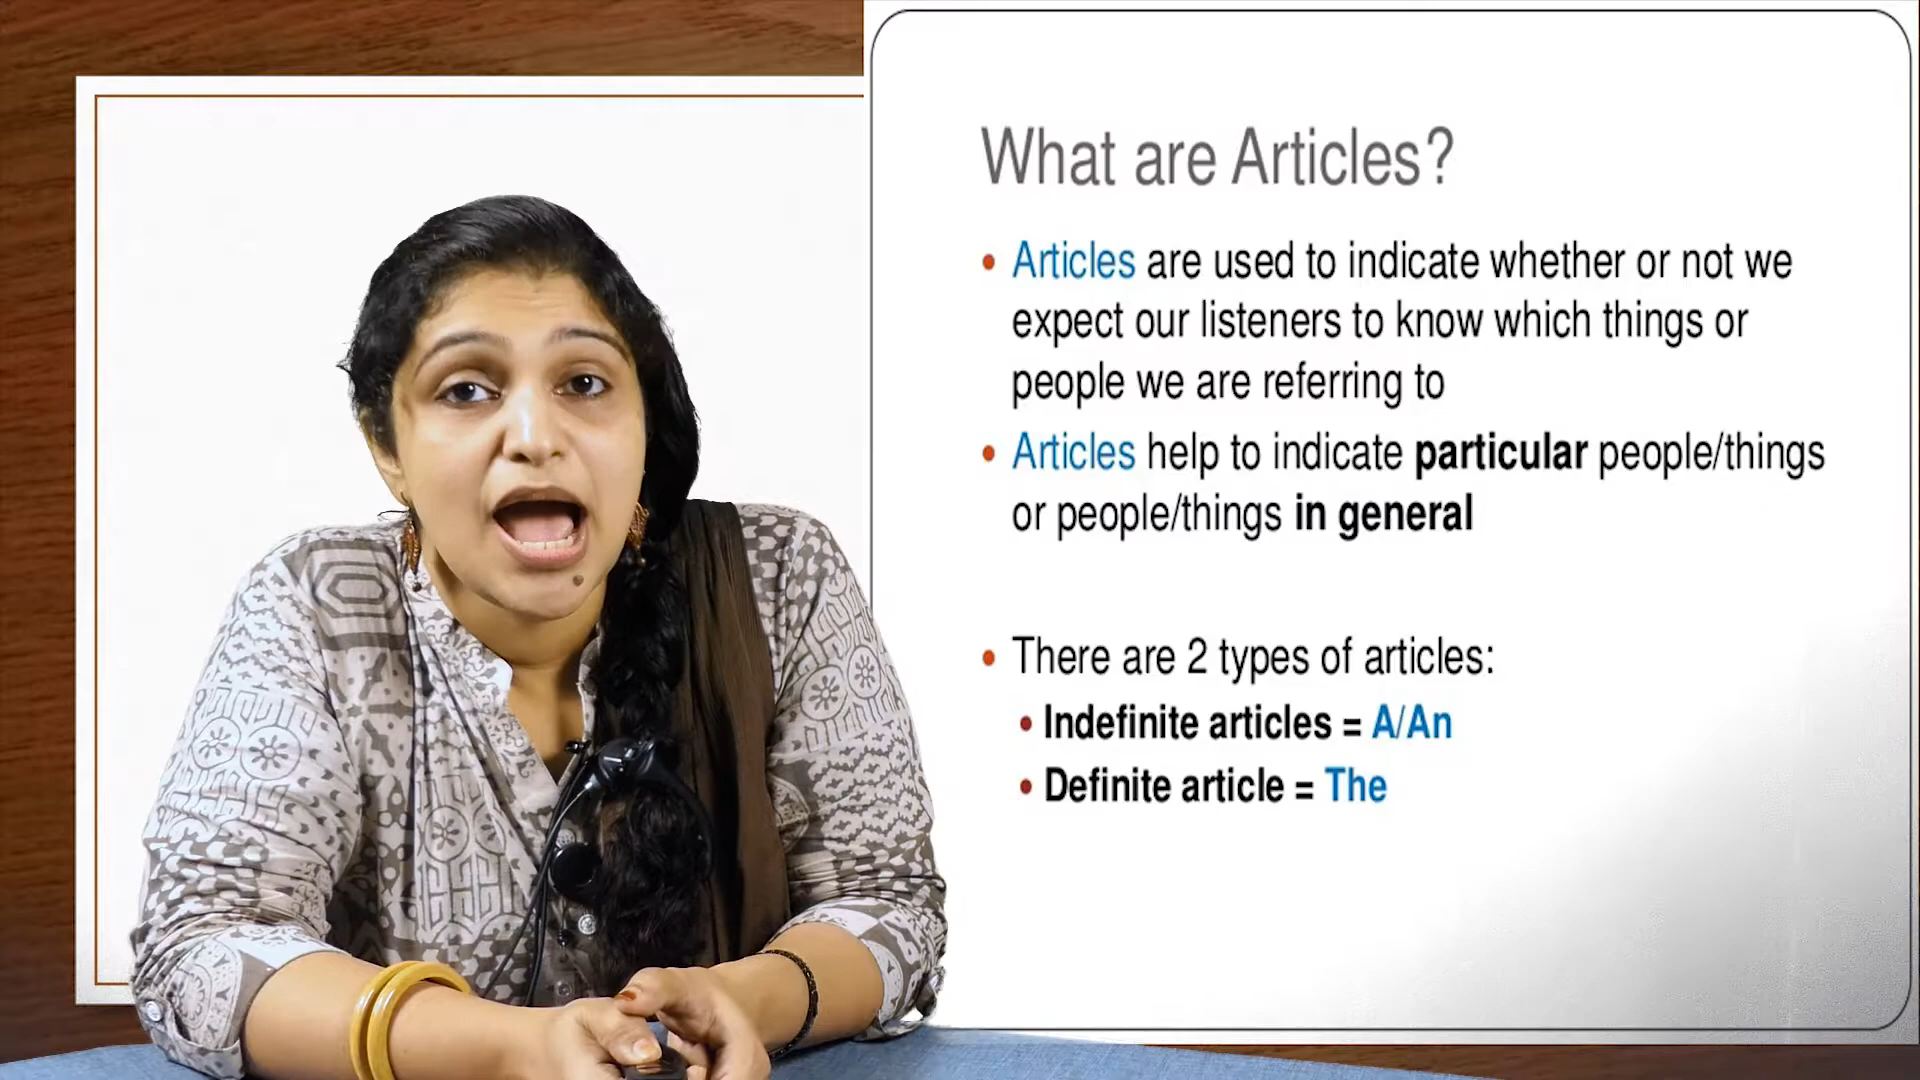 What are Articles?
• Articles are used to indicate whether or not we
expect our listeners to know which things or
people we are referring to
• Articles help to indicate particular people/things
or people/things in general
• There are 2 types of articles:
• Indefinite articles = A/An
• Definite article = The